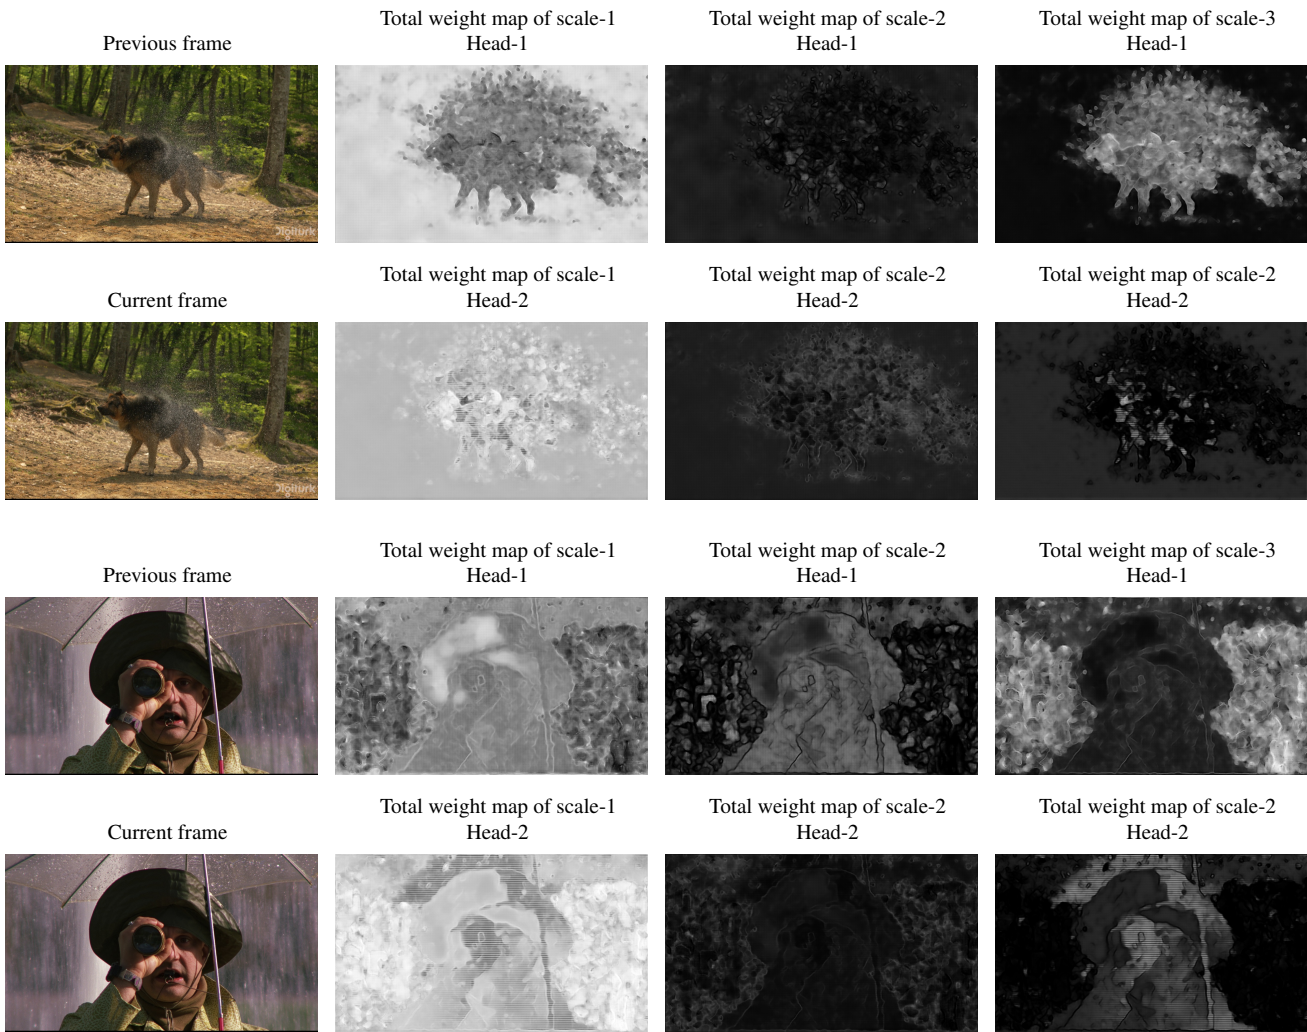 Total weight map of scale-1
Total weight map of scale-2
Total weight map of scale-3
Previous frame
Head-1
Head-1
Head-1
Total weight map of scale-1
Total weight map of scale-2
Total weight map of scale-2
Current frame
Head-2
Head-2
Head-2
Total weight map of scale-1
Total weight map of scale-2
Total weight map of scale-3
Previous frame
Head-1
Head-1
Head-1
Total weight map of scale-1
Total weight map of scale-2
Total weight map of scale-2
Current frame
Head-2
Head-2
Head-2